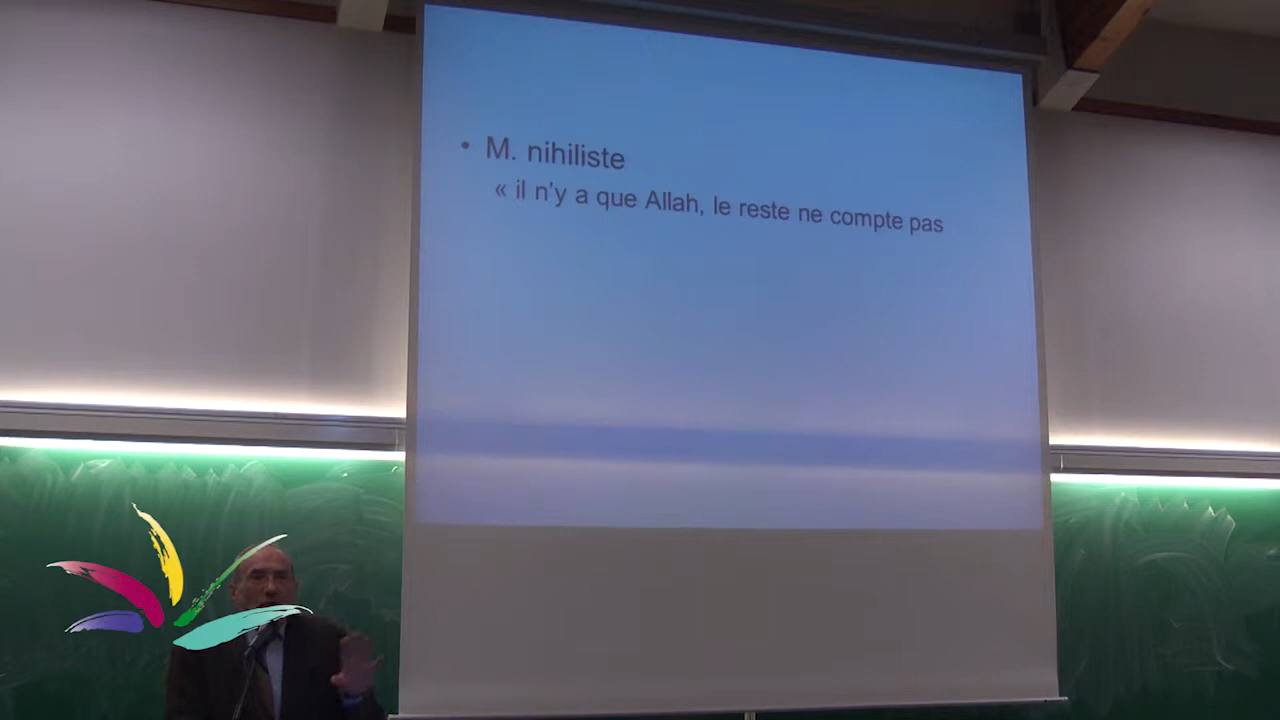 • M. nihiliste
« il n'y a que Allah, le reste ne compte pas